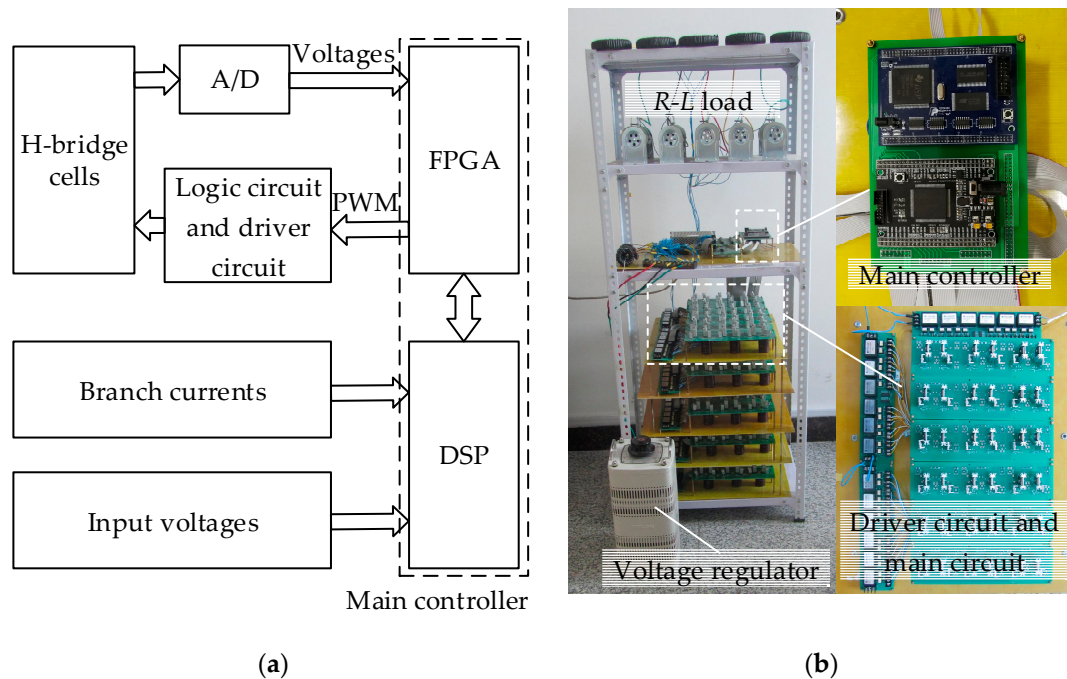 Voltages
A/D
FPGA
H-bridge
cells
Logic circuit
and driver
circuit
PWM
Branch currents
DSP
Input voltages
Main controller
(a)
R-L load
Main controller
Driver circuit and
main circuit
Voltage regulator
(b)